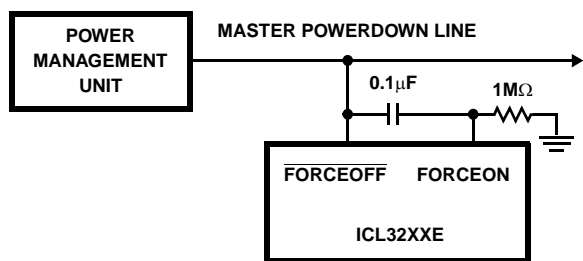 POWER
MANAGEMENT
UNIT
MASTER POWERDOWN LINE
0.1μF
1MΩ
FORCEOFF FORCEON
ICL32XXE